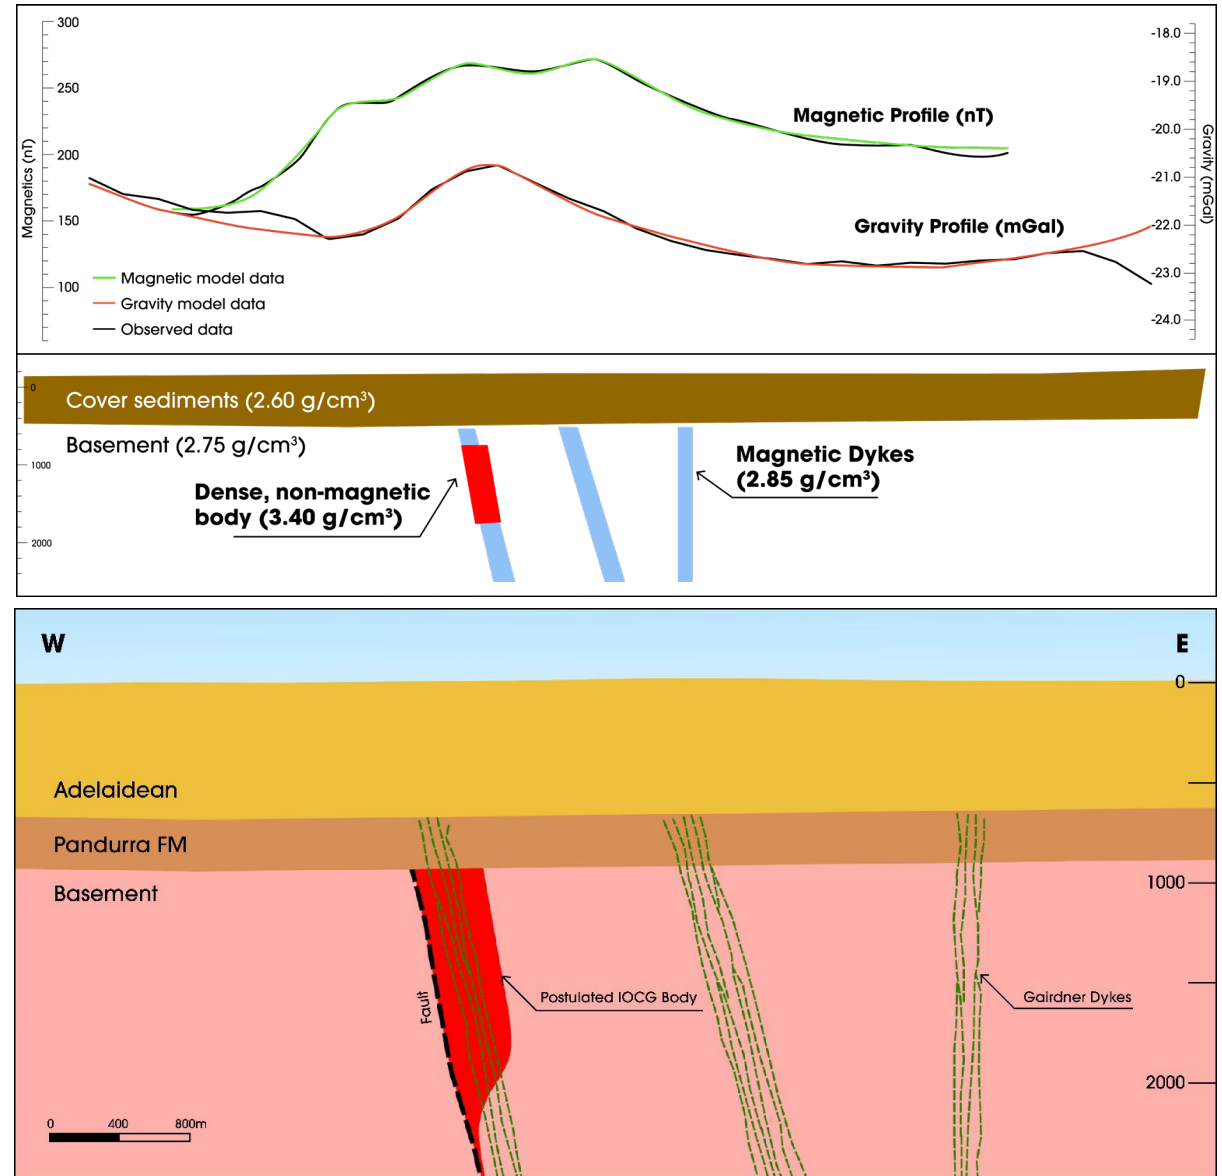 300
250
200
150
100
Magnetics (nT)
-18.0
-19.0
-20.0
-21.0
-22.0
-23.0
-24.0
Gravity (mGal)
Magnetic Profile (nT)
Gravity Profile (mGal)
Magnetic model data
Gravity model data
Observed data
0
1000
2000
Cover sediments (2.60 g/cm³)
Basement (2.75 g/cm³)
Dense, non-magnetic
body (3.40 g/cm³)
Magnetic Dykes
(2.85 g/cm³)
W
E
0
1000
2000
Adelaidean
Pandurra FM
Basement
Fault
Postulated IOCG Body
Gairdner Dykes
0 400 800m